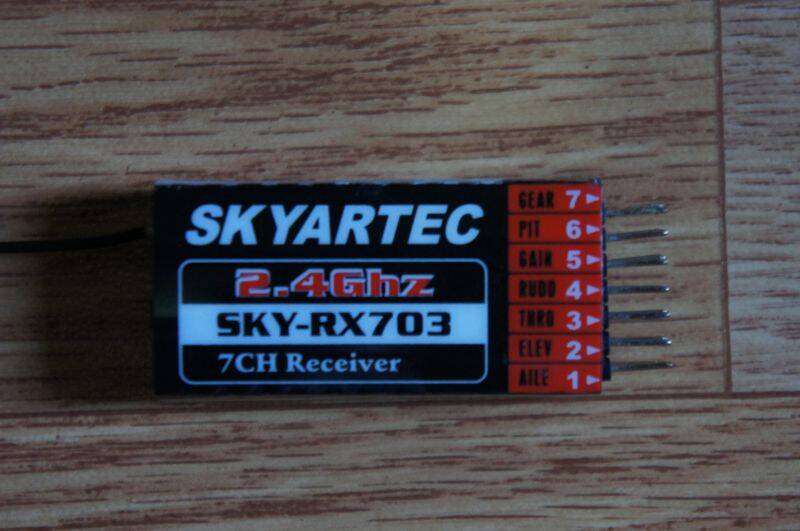 SKYARTEC
2.4Ghz
SKY-RX703
7CH Receiver
GEAR 7
PIT 6
GAIN 5
RUDD 4
THRO 3
ELEV 2
AILE 1